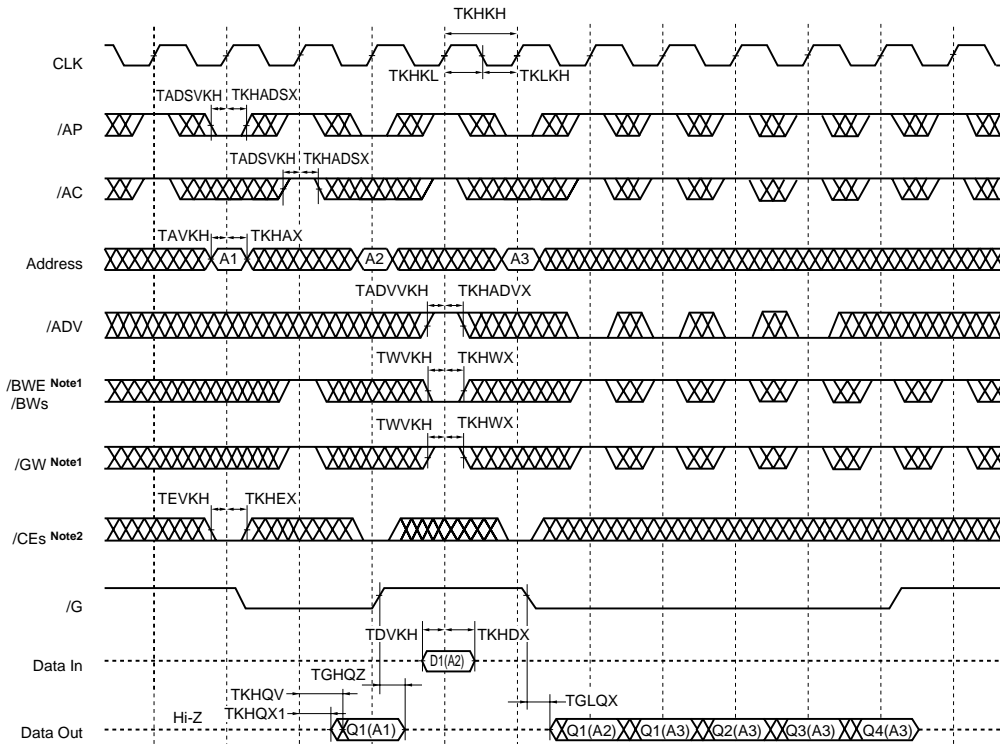 TKHKH
CLK
TKHKL TKLKH
TADSVKH TKHADSX
/AP
TADSVKH TKHADSX
/AC
TAVKH TKHAX
Address A1 A2 A3
TADVVKH TKHADVX
/ADV
TWVKH TKHWX
/BWE Note1
/BWs
TWVKH TKHWX
/GW Note1
TEVKH TKHEX
/CEs Note2
/G
TDVKH TKHDX
Data In D1(A2)
TGHQZ
TKHQV TGLQX
TKHQX1
Hi-Z
Data Out Q1(A1) Q1(A2) Q1(A3) Q2(A3) Q3(A3) Q4(A3)